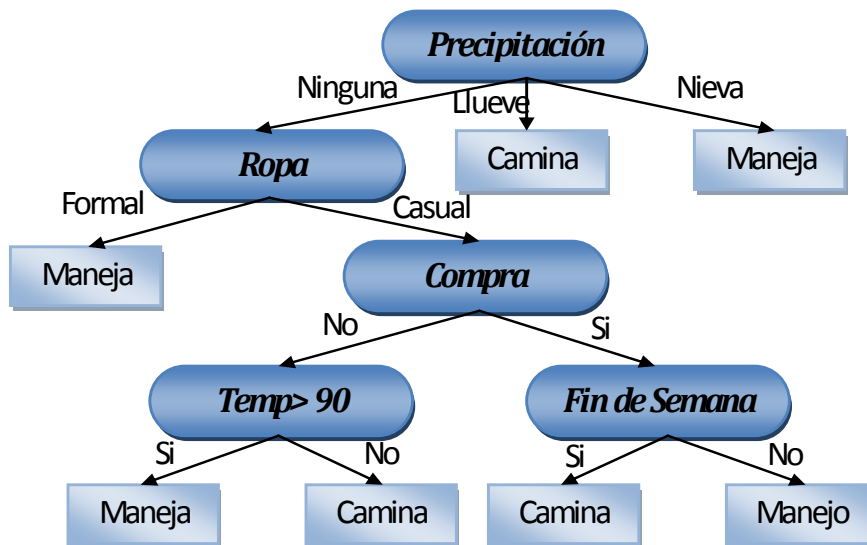 Precipitación
Ninguna
Llueve
Nieva
Ropa
Camina
Maneja
Formal
Casual
Maneja
Compra
No
Si
Temp> 90
Fin de Semana
Si
No
Si
No
Maneja
Camina
Camina
Manejo